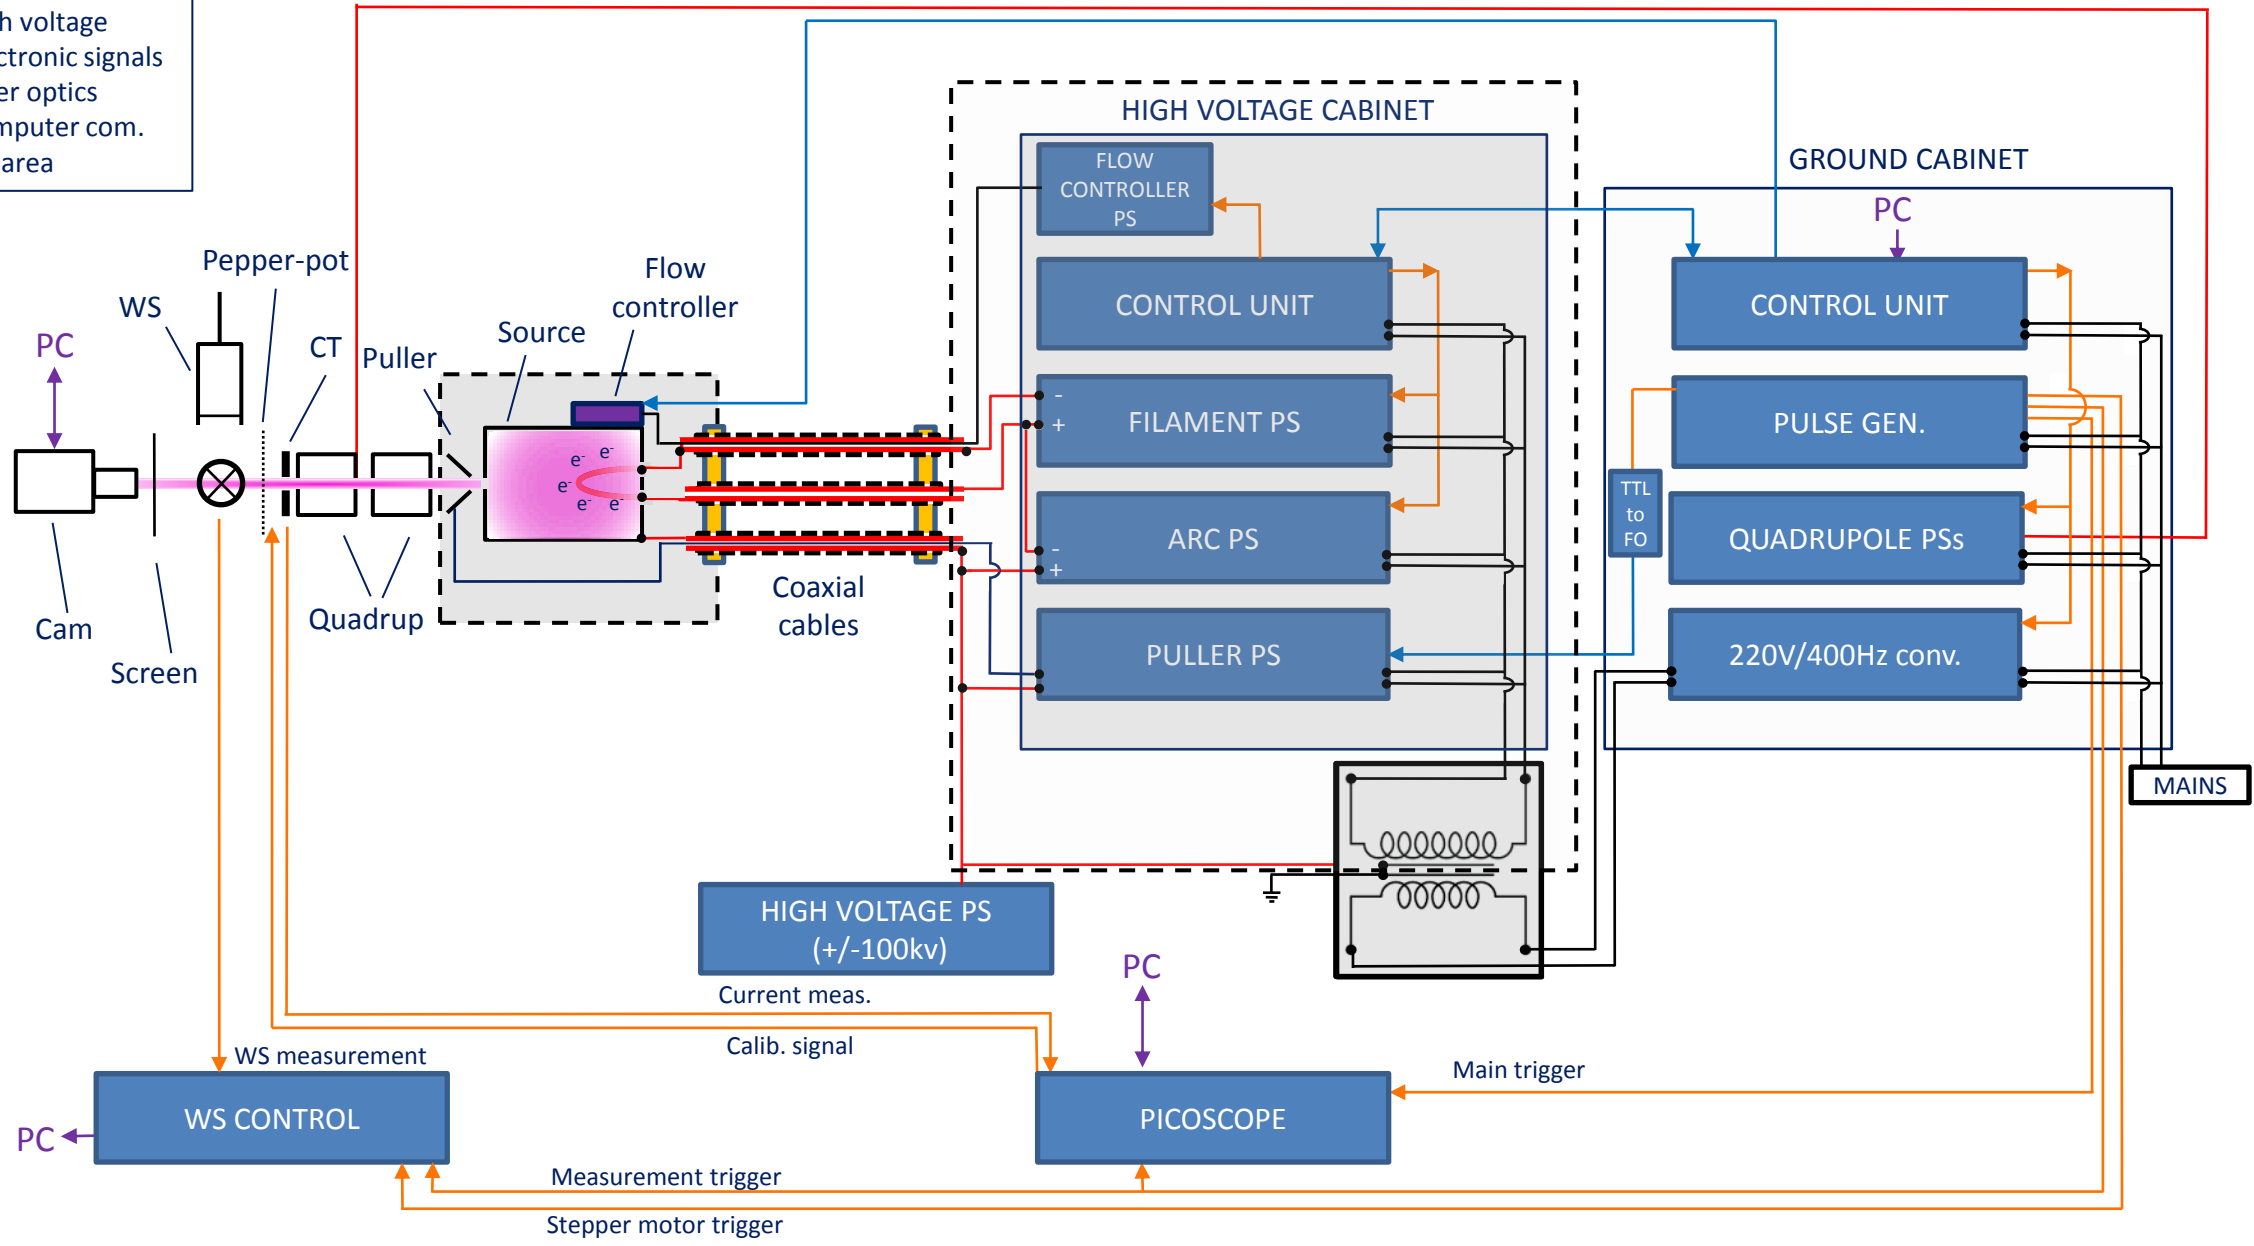 voltage
signals
optics
com.
area
HIGH VOLTAGE CABINET
FLOW
CONTROLLER
PS
CONTROL UNIT
- FILAMENT PS
+
- ARC PS
+
PULLER PS
GROUND CABINET
PC
CONTROL UNIT
PULSE GEN.
TTL
to
FO
QUADRUPOLE PSs
220V/400Hz conv.
MAINS
Pepper-pot
WS
PC
CT
Puller
Source
Flow
controller
e-
e-
e-
e-
e-
Cam
Screen
Quadrup
Coaxial
cables
HIGH VOLTAGE PS
(+/-100kv)
Current meas.
Calib. signal
WS measurement
PC
Main trigger
WS CONTROL
PC
PICOSCOPE
Measurement trigger
Stepper motor trigger